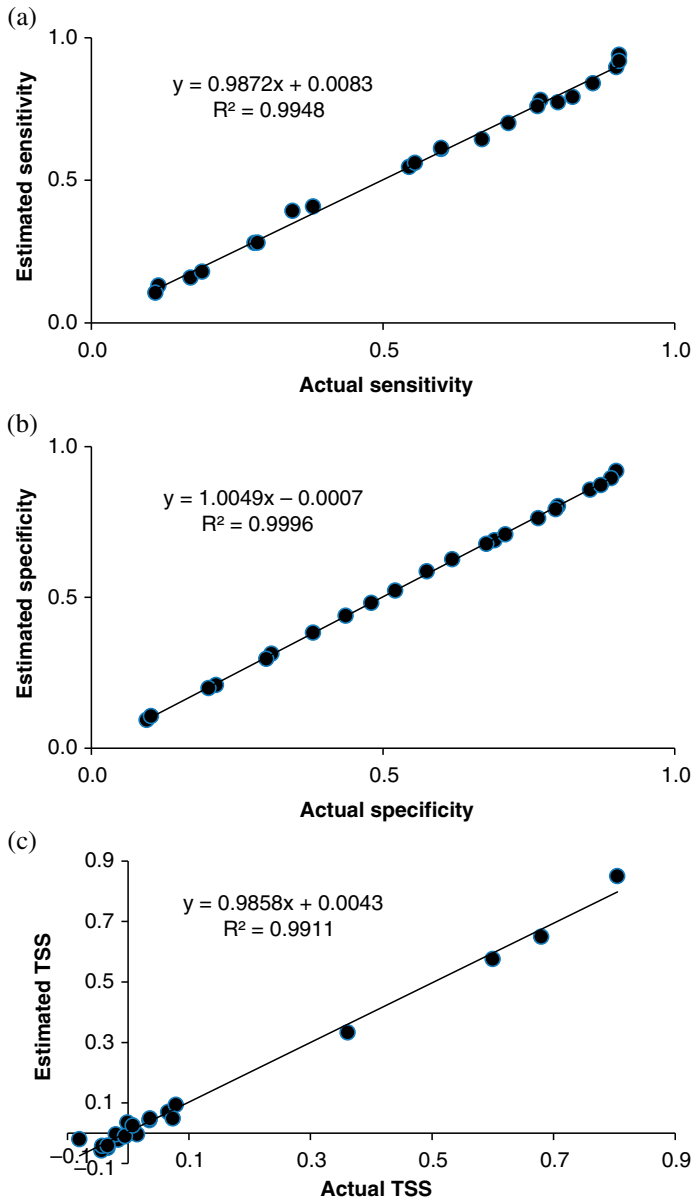 (a)
1.0
y = 0.9872x + 0.0083
R² = 0.9948
Estimated sensitivity
0.5
0.0
0.0 0.5 1.0
Actual sensitivity
(b)
1.0
y = 1.0049x – 0.0007
R² = 0.9996
Estimated specificity
0.5
0.0
0.0 0.5 1.0
Actual specificity
(c)
0.9
y = 0.9858x + 0.0043
R² = 0.9911
0.7
Estimated TSS
0.5
0.3
0.1
–0.1 0.1 0.3 0.5 0.7 0.9
–0.1
Actual TSS